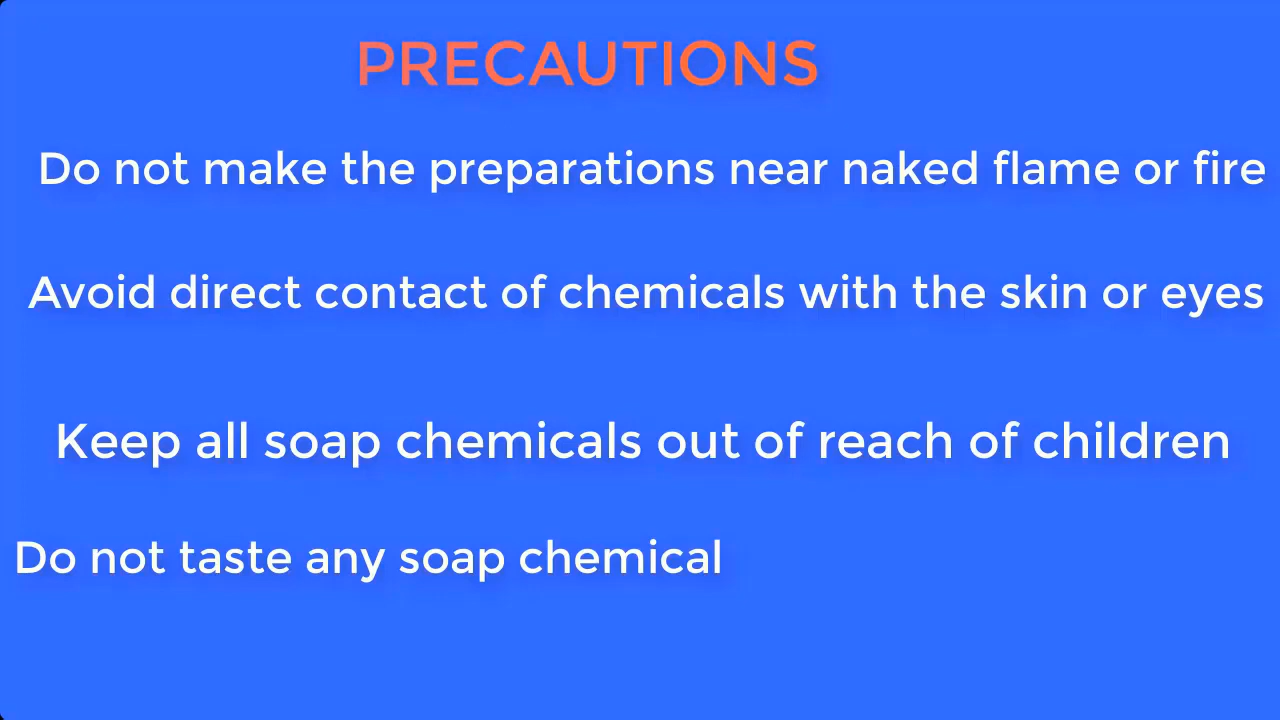 PRECAUTIONS
Do not make the preparations near naked flame or fire
Avoid direct contact of chemicals with the skin or eyes
Keep all soap chemicals out of reach of children
Do not taste any soap chemical